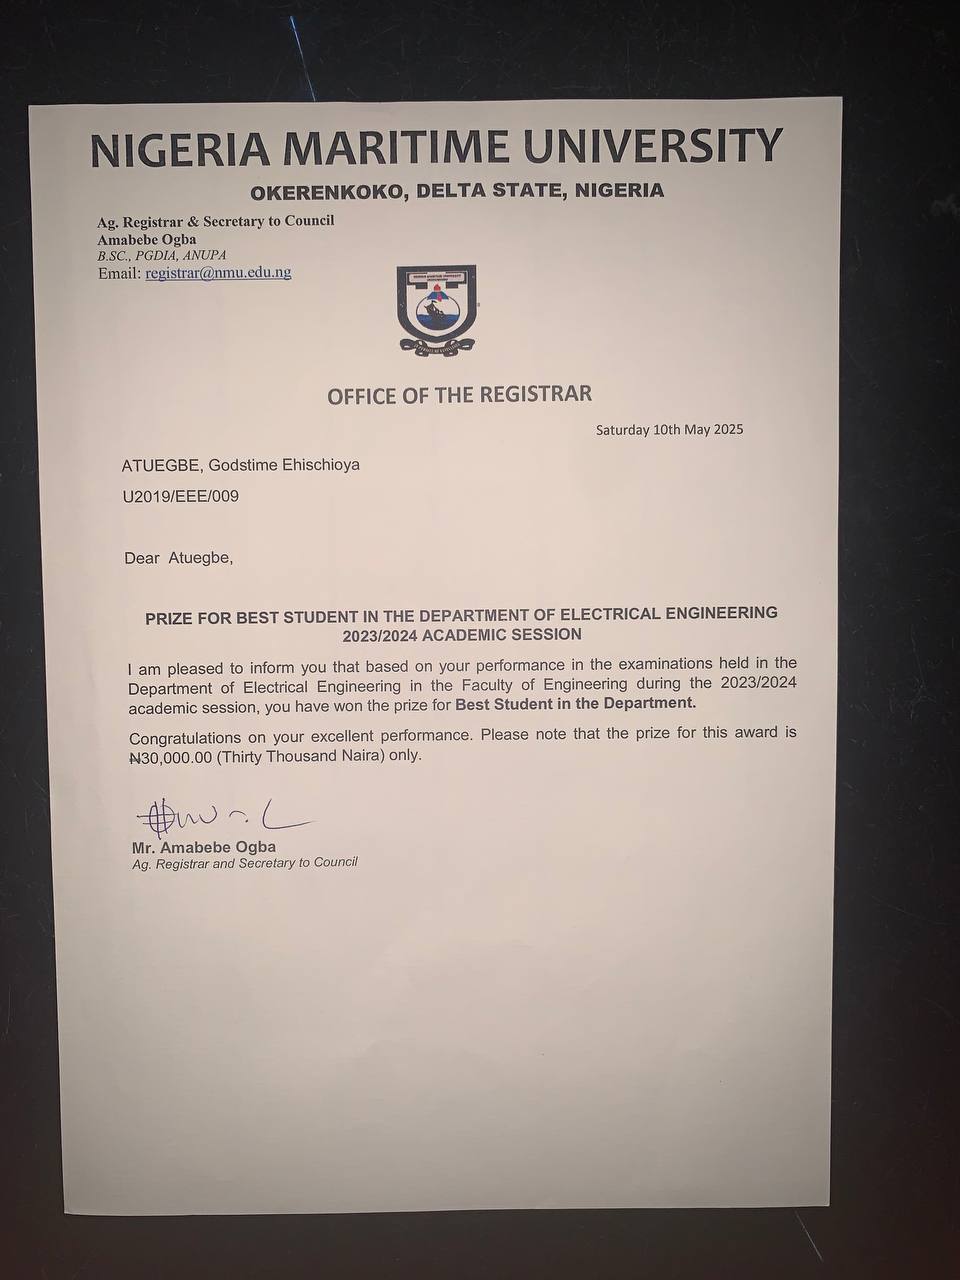 NIGERIA MARITIME UNIVERSITY
OKERENKOKO, DELTA STATE, NIGERIA
Ag. Registrar & Secretary to Council
Amabebe Ogba
B.SC., PGDIA, ANUPA
Email: registrar@nmu.edu.ng
NIGERIA MARITIME UNIVERSITY
OFFICE OF THE REGISTRAR
Saturday 10th May 2025
ATUEGBE, Godstime Ehischioya
U2019/EEE/009
Dear Atuegbe,
PRIZE FOR BEST STUDENT IN THE DEPARTMENT OF ELECTRICAL ENGINEERING
2023/2024 ACADEMIC SESSION
I am pleased to inform you that based on your performance in the examinations held in the
Department of Electrical Engineering in the Faculty of Engineering during the 2023/2024
academic session, you have won the prize for Best Student in the Department.
Congratulations on your excellent performance. Please note that the prize for this award is
₦30,000.00 (Thirty Thousand Naira) only.
Mr. Amabebe Ogba
Ag. Registrar and Secretary to Council